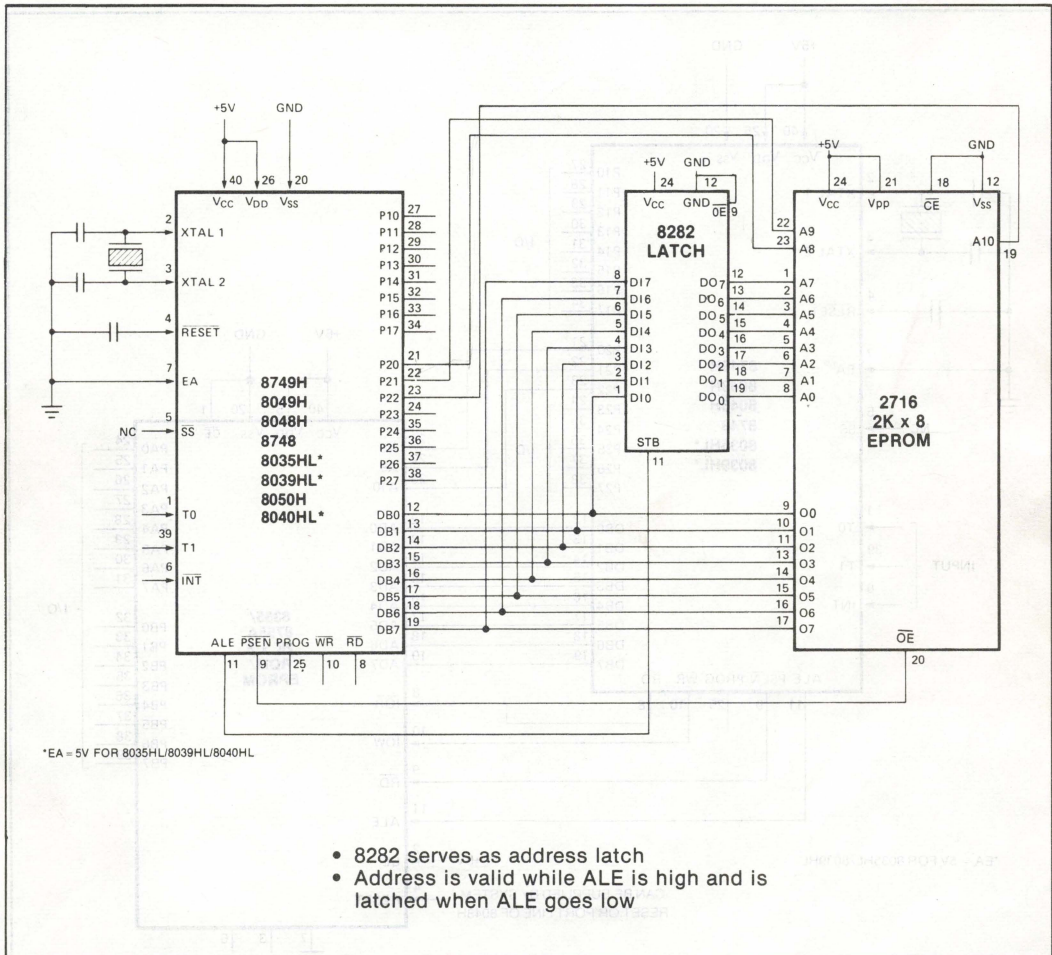 +5V GND
40 26 20
VCC VDD VSS
2 XTAL 1
3 XTAL 2
4 RESET
7 EA
5 NC SS
1 T0
39 T1
6 INT
8749H
8049H
8048H
8748
8035HL*
8039HL*
8050H
8040HL*
P10 27
P11 28
P12 29
P13 30
P14 31
P15 32
P16 33
P17 34
P20 21
P21 22
P22 23
P23 24
P24 35
P25 36
P26 37
P27 38
DB0 12
DB1 13
DB2 14
DB3 15
DB4 16
DB5 17
DB6 18
DB7 19
ALE PSEN PROG WR RD
11 9 25 10 8
+5V GND
24 12
VCC GND
OE 9
8282
LATCH
8 DI7 DO7 12
7 DI6 DO6 13
6 DI5 DO5 14
5 DI4 DO4 15
4 DI3 DO3 16
3 DI2 DO2 17
2 DI1 DO1 18
1 DI0 DO0 19
STB
11
+5V GND
24 21 18 12
VCC VPP CE VSS
22 A9
23 A8
A10
19
1 A7
2 A6
3 A5
4 A4
5 A3
6 A2
7 A1
8 A0
2716
2K x 8
EPROM
9 O0
10 O1
11 O2
13 O3
14 O4
15 O5
16 O6
17 O7
OE
20
*EA = 5V FOR 8035HL/8039HL/8040HL
• 8282 serves as address latch
• Address is valid while ALE is high and is
latched when ALE goes low